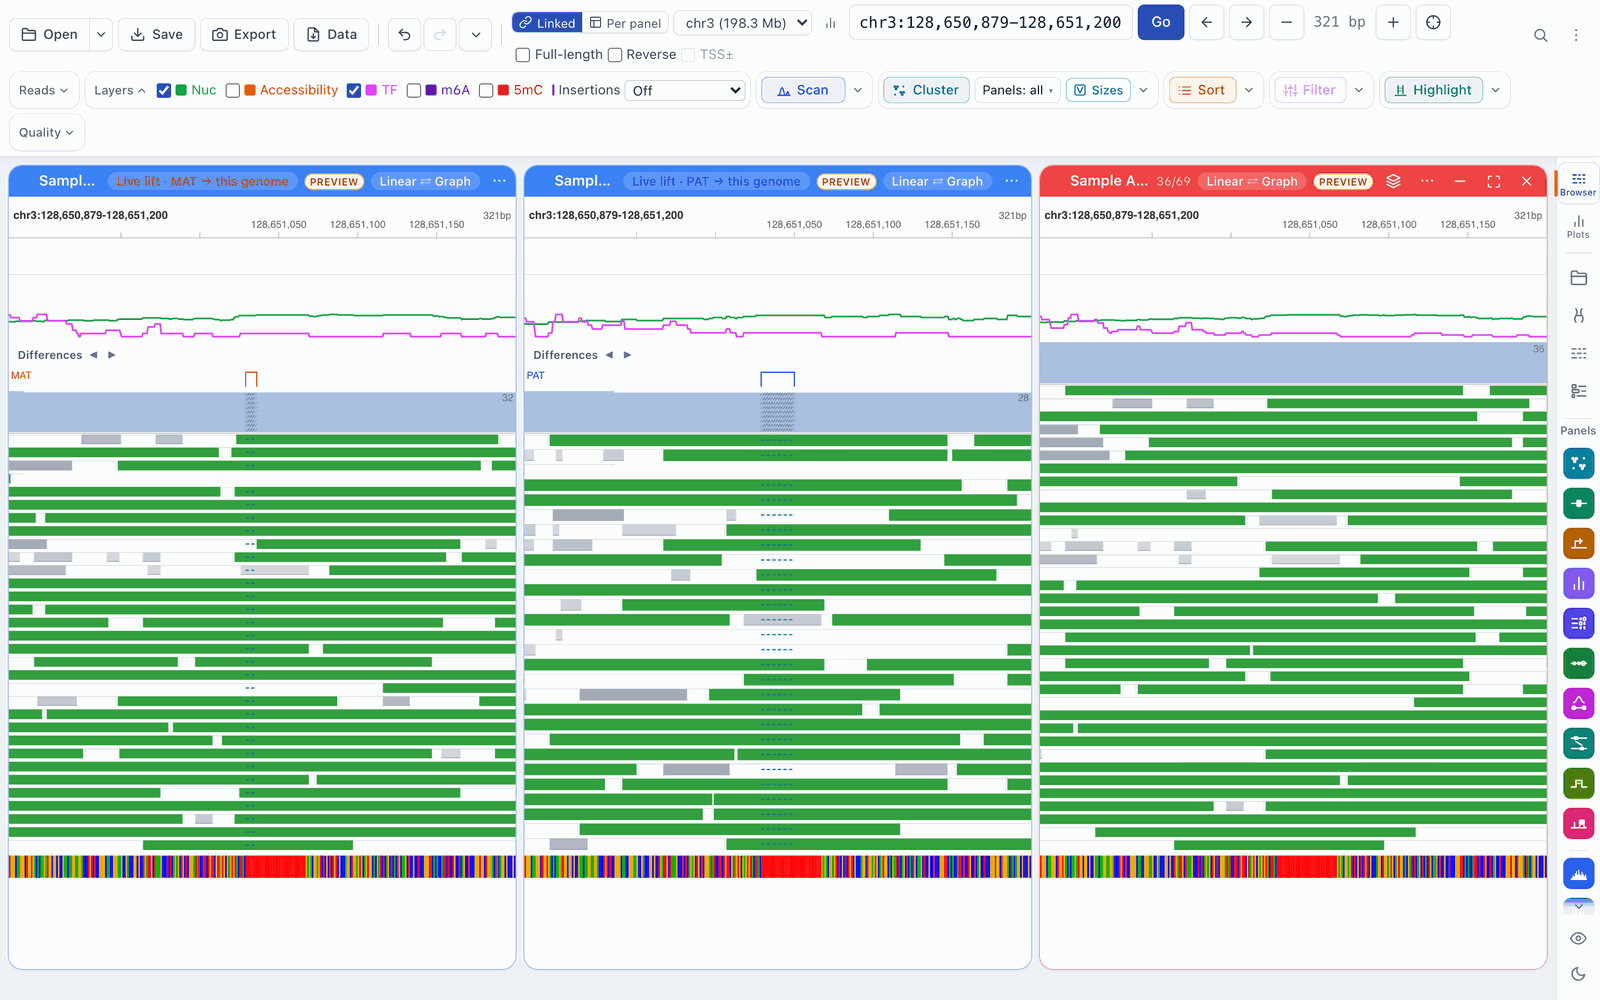 Open
Save
Export
Data
Linked
Per panel
chr3 (198.3 Mb)
chr3:128,650,879–128,651,200
Go
321 bp
Full-length
Reverse
TSS±
Reads
Layers
Nuc
Accessibility
TF
m6A
5mC
Insertions
Off
Scan
Cluster
Panels: all
Sizes
Sort
Filter
Highlight
Quality
Sampl...
Live lift · MAT → this genome
PREVIEW
Linear ⇌ Graph
chr3:128,650,879-128,651,200
321bp
128,651,050
128,651,100
128,651,150
Differences
MAT
32
Sampl...
Live lift · PAT → this genome
PREVIEW
Linear ⇌ Graph
chr3:128,650,879-128,651,200
321bp
128,651,050
128,651,100
128,651,150
Differences
PAT
28
Sample A...
36/69
Linear ⇌ Graph
PREVIEW
chr3:128,650,879-128,651,200
321bp
128,651,050
128,651,100
128,651,150
36
Browser
Plots
Panels